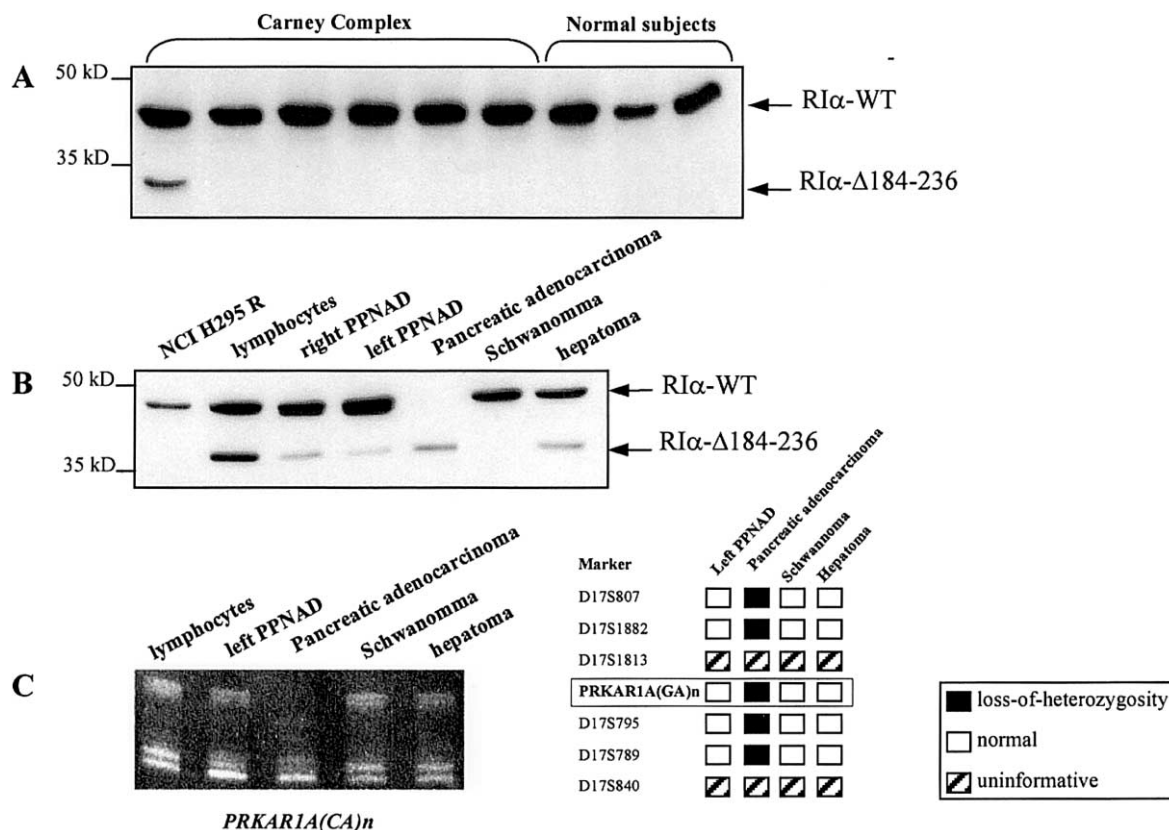 Carney Complex
Normal subjects
A
50 kD
RIα-WT
35 kD
RIα-Δ184-236
NCI H295 R
lymphocytes
right PPNAD
left PPNAD
Pancreatic adenocarcinoma
Schwanomma
hepatoma
B
50 kD
RIα-WT
RIα-Δ184-236
35 kD
lymphocytes
left PPNAD
Pancreatic adenocarcinoma
Schwanomma
hepatoma
C
PRKAR1A(CA)n
Marker
Left PPNAD
Pancreatic adenocarcinoma
Schwannoma
Hepatoma
D17S807
D17S1882
D17S1813
PRKAR1A(GA)n
D17S795
D17S789
D17S840
loss-of-heterozygosity
normal
uninformative